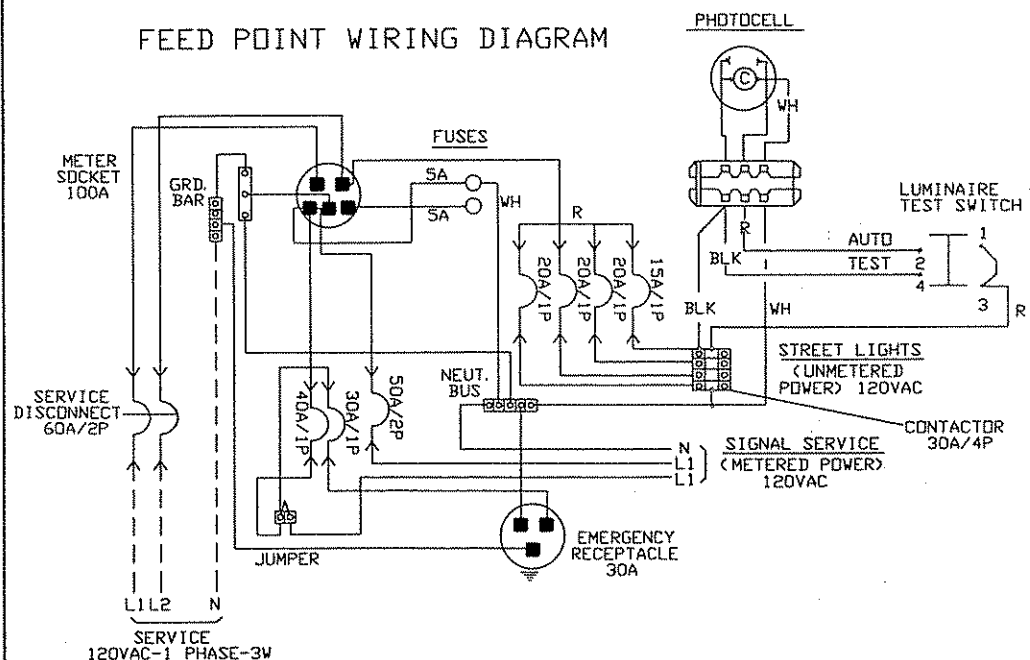 FEED POINT WIRING DIAGRAM
PHOTOCELL
C
WH
FUSES
METER
SOCKET
100A
GRD.
BAR
5A
5A
WH
R
20A/1P
20A/1P
20A/1P
15A/1P
R
BLK
AUTO
TEST
LUMINAIRE
TEST SWITCH
1
2
4
3
R
BLK
WH
STREET LIGHTS
(UNMETERED
POWER) 120VAC
CONTACTOR
30A/4P
SERVICE
DISCONNECT
60A/2P
40A/1P
30A/1P
50A/2P
NEUT.
BUS
N
L1
L1
SIGNAL SERVICE
(METERED POWER)
120VAC
JUMPER
EMERGENCY
RECEPTACLE
30A
L1 L2 N
SERVICE
120VAC-1 PHASE-3W